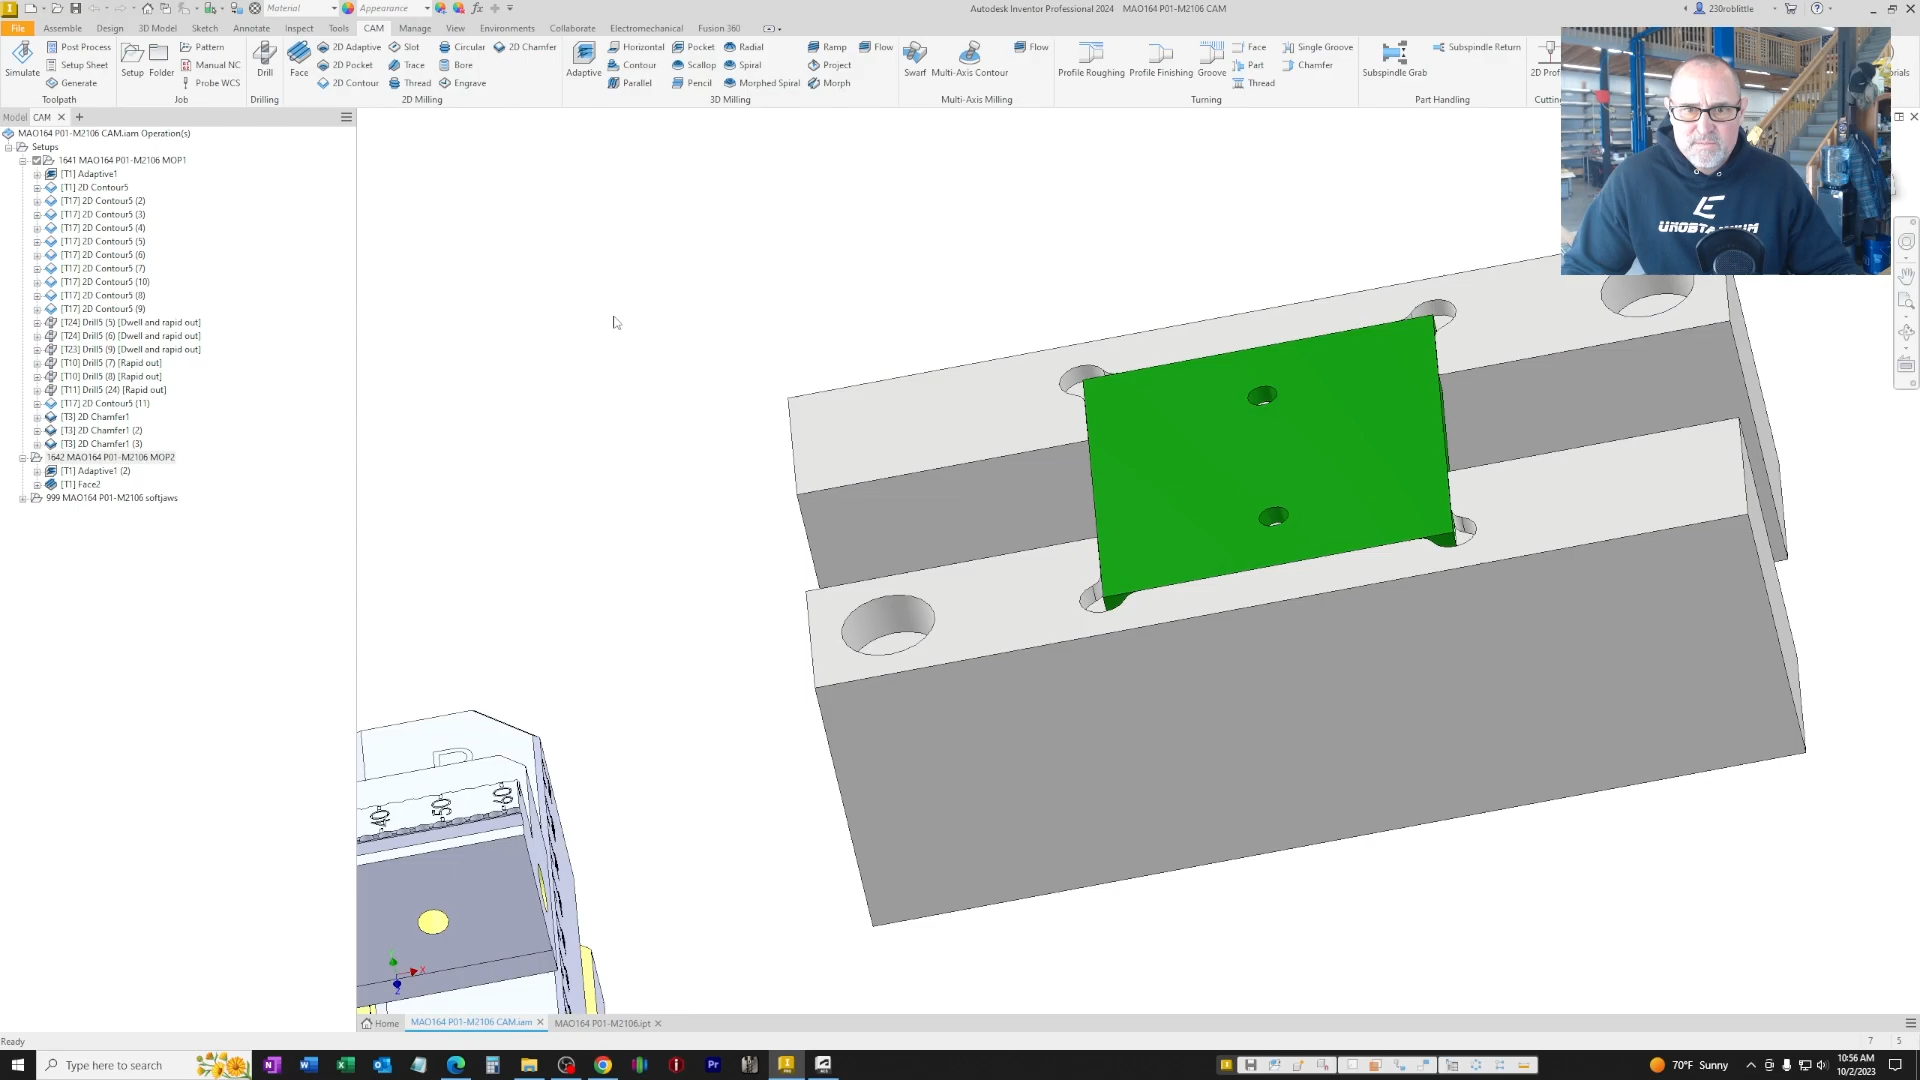 Material
Appearance
Autodesk Inventor Professional 2024 MAO164 P01-M2106 CAM
230roblittle
File Assemble Design 3D Model Sketch Annotate Inspect Tools CAM Manage View Environments Collaborate Electromechanical Fusion 360
Post Process 2D Adaptive Slot Circular 2D Chamfer Horizontal Pocket Radial Ramp Flow Flow Face Single Groove Subspindle Return
Pattern
Setup Sheet Manual NC 2D Pocket Trace Bore Contour Scallop Spiral Project Part Chamfer
Simulate Setup Folder Drill Face Adaptive Swarf Multi-Axis Contour Profile Roughing Profile Finishing Groove Subspindle Grab
Generate Probe WCS 2D Contour Thread Engrave Parallel Pencil Morphed Spiral Morph Thread
Toolpath Job Drilling 2D Milling 3D Milling Multi-Axis Milling Turning Part Handling
Model CAM
MAO164 P01-M2106 CAM.iam Operation(s)
Setups
1641 MAO164 P01-M2106 MOP1
[T1] Adaptive1
[T1] 2D Contour5
[T17] 2D Contour5 (2)
[T17] 2D Contour5 (3)
[T17] 2D Contour5 (4)
[T17] 2D Contour5 (5)
[T17] 2D Contour5 (6)
[T17] 2D Contour5 (7)
[T17] 2D Contour5 (10)
[T17] 2D Contour5 (8)
[T17] 2D Contour5 (9)
[T24] Drill5 (5) [Dwell and rapid out]
[T24] Drill5 (6) [Dwell and rapid out]
[T23] Drill5 (9) [Dwell and rapid out]
[T10] Drill5 (7) [Rapid out]
[T10] Drill5 (8) [Rapid out]
[T11] Drill5 (24) [Rapid out]
[T17] 2D Contour5 (11)
[T3] 2D Chamfer1
[T3] 2D Chamfer1 (2)
[T3] 2D Chamfer1 (3)
1642 MAO164 P01-M2106 MOP2
[T1] Adaptive1 (2)
[T1] Face2
999 MAO164 P01-M2106 softjaws
40 50 60
X
Z
Home MAO164 P01-M2106 CAM.iam MAO164 P01-M2106.ipt
Ready
7 5
Type here to search
70°F Sunny
10:56 AM
10/2/2023